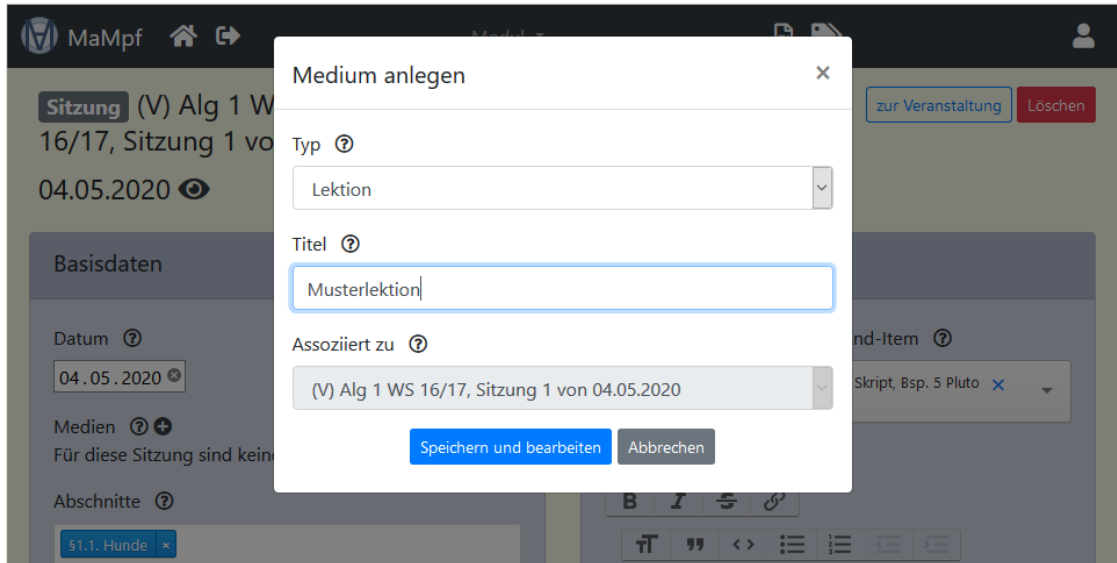 MaMpf
Modul
Sitzung (V) Alg 1 W
16/17, Sitzung 1 vo
04.05.2020
zur Veranstaltung
Löschen
Medium anlegen
Typ
Lektion
Titel
Musterlektion
Assoziiert zu
(V) Alg 1 WS 16/17, Sitzung 1 von 04.05.2020
Speichern und bearbeiten
Abbrechen
Basisdaten
Datum
04.05.2020
Medien
Für diese Sitzung sind kein
Abschnitte
§1.1. Hunde ×
nd-Item
Skript, Bsp. 5 Pluto ×